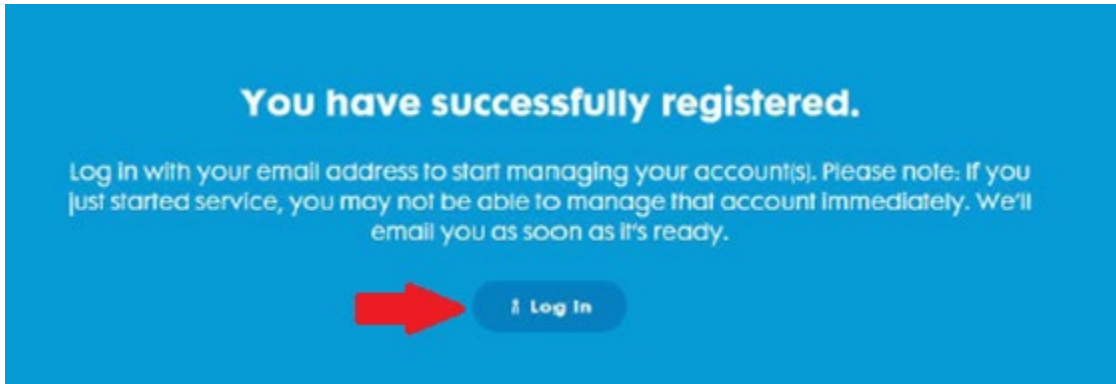 You have successfully registered.
Log in with your email address to start managing your account(s). Please note: If you
just started service, you may not be able to manage that account immediately. We'll
email you as soon as it's ready.
Log In